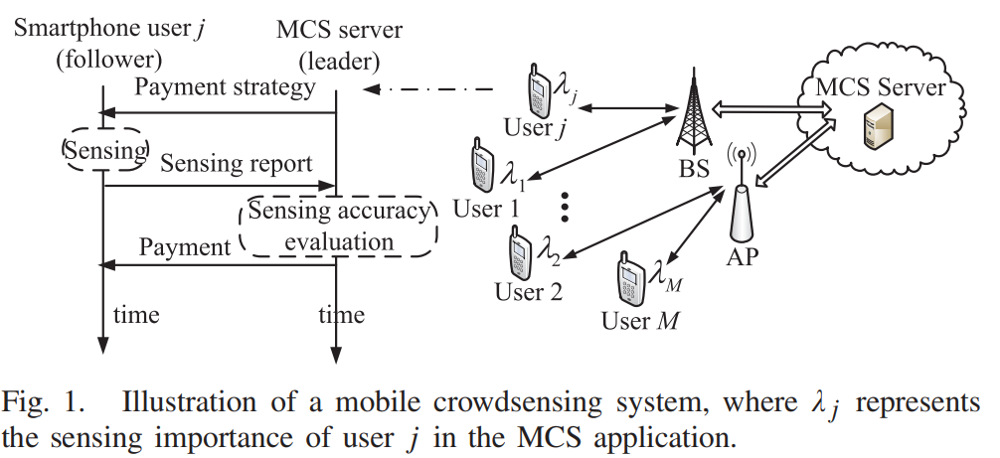 Smartphone user j
(follower)
MCS server
(leader)
Payment strategy
Sensing
Sensing report
Sensing accuracy
evaluation
Payment
time
time
λj
User j
λ1
User 1
λ2
User 2
λM
User M
BS
AP
MCS Server
Fig. 1. Illustration of a mobile crowdsensing system, where λj represents
the sensing importance of user j in the MCS application.